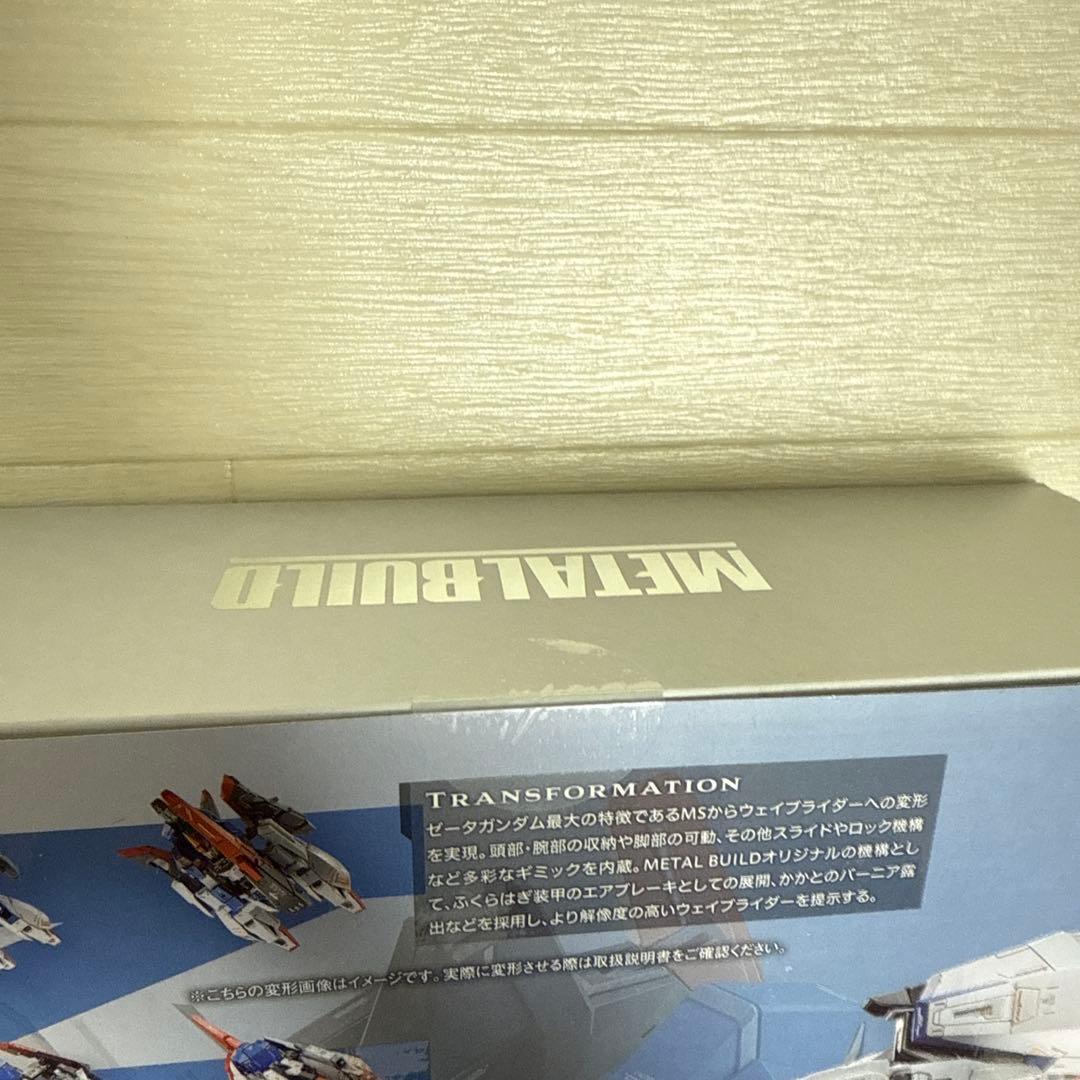 METAL BUILD
TRANSFORMATION
ゼータガンダム最大の特徴であるMSからウェイブライダーへの変形
を実現。頭部・腕部の収納や脚部の可動、その他スライドやロック機構
など多彩なギミックを内蔵。METAL BUILDオリジナルの機構とし
て、ふくらはぎ装甲のエアブレーキとしての展開、かかとのバーニア露
出などを採用し、より解像度の高いウェイブライダーを提示する。
※こちらの変形画像はイメージです。実際に変形させる際は取扱説明書をご確認ください。